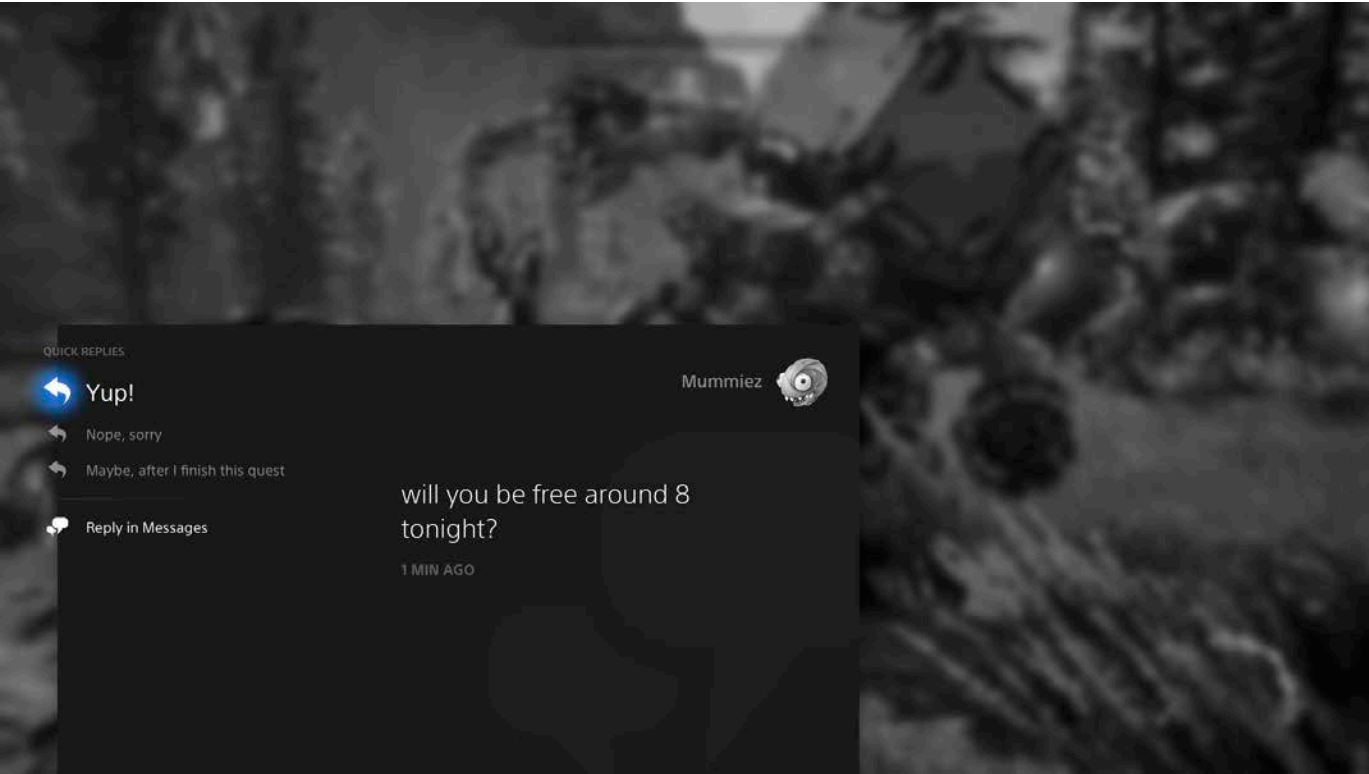 QUICK REPLIES
Yup!
Nope, sorry
Maybe, after I finish this quest
Reply in Messages
Mummiez
will you be free around 8
tonight?
1 MIN AGO